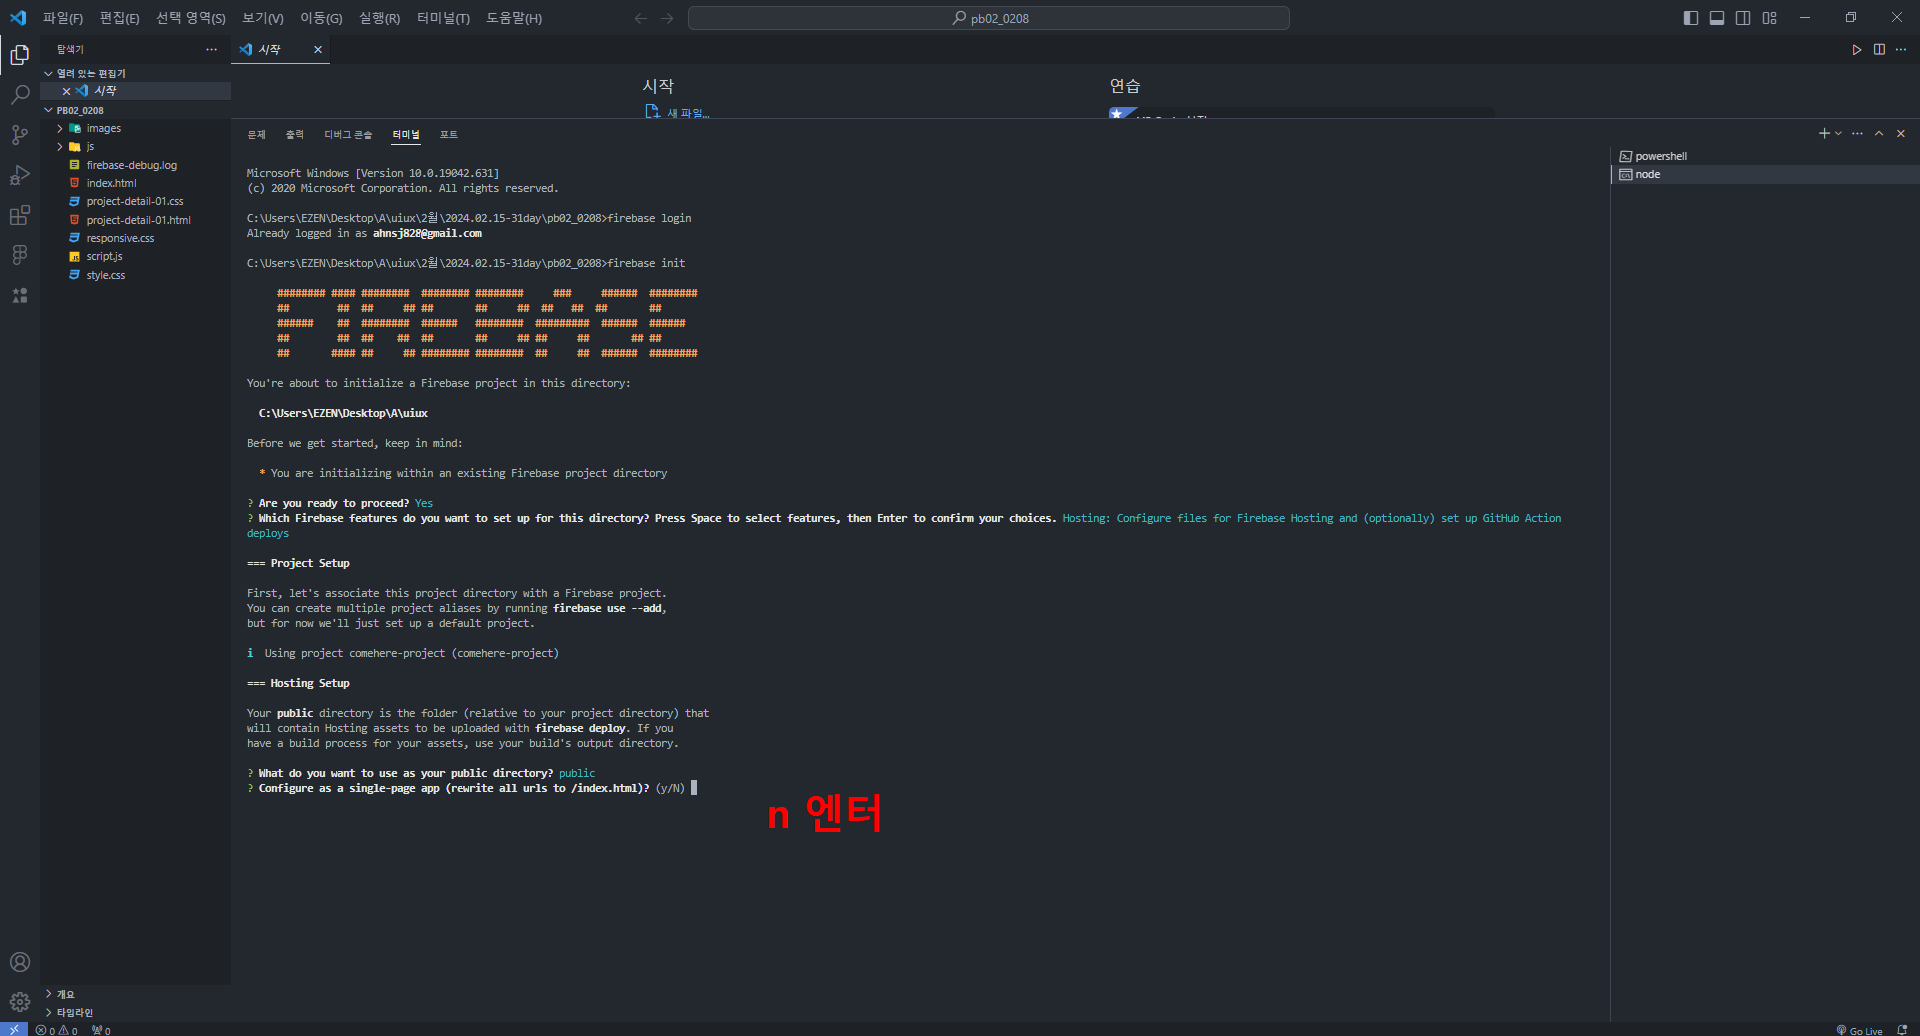 파일(F) 편집(E) 선택 영역(S) 보기(V) 이동(G) 실행(R) 터미널(T) 도움말(H)
pb02_0208
탐색기
시작
열려 있는 편집기
시작
PB02_0208
images
js
firebase-debug.log
index.html
project-detail-01.css
project-detail-01.html
responsive.css
script.js
style.css
개요
타임라인
시작
새 파일...
연습
문제 출력 디버그 콘솔 터미널 포트
powershell
node
Microsoft Windows [Version 10.0.19042.631]
(c) 2020 Microsoft Corporation. All rights reserved.
C:\Users\EZEN\Desktop\A\uiux\2월\2024.02.15-31day\pb02_0208>firebase login
Already logged in as ahnsj828@gmail.com
C:\Users\EZEN\Desktop\A\uiux\2월\2024.02.15-31day\pb02_0208>firebase init
FIREBASE
You're about to initialize a Firebase project in this directory:
C:\Users\EZEN\Desktop\A\uiux
Before we get started, keep in mind:
* You are initializing within an existing Firebase project directory
? Are you ready to proceed? Yes
? Which Firebase features do you want to set up for this directory? Press Space to select features, then Enter to confirm your choices. Hosting: Configure files for Firebase Hosting and (optionally) set up GitHub Action
deploys
=== Project Setup
First, let's associate this project directory with a Firebase project.
You can create multiple project aliases by running firebase use --add,
but for now we'll just set up a default project.
i Using project comehere-project (comehere-project)
=== Hosting Setup
Your public directory is the folder (relative to your project directory) that
will contain Hosting assets to be uploaded with firebase deploy. If you
have a build process for your assets, use your build's output directory.
? What do you want to use as your public directory? public
? Configure as a single-page app (rewrite all urls to /index.html)? (y/N)
n 엔터
0 0 0
Go Live